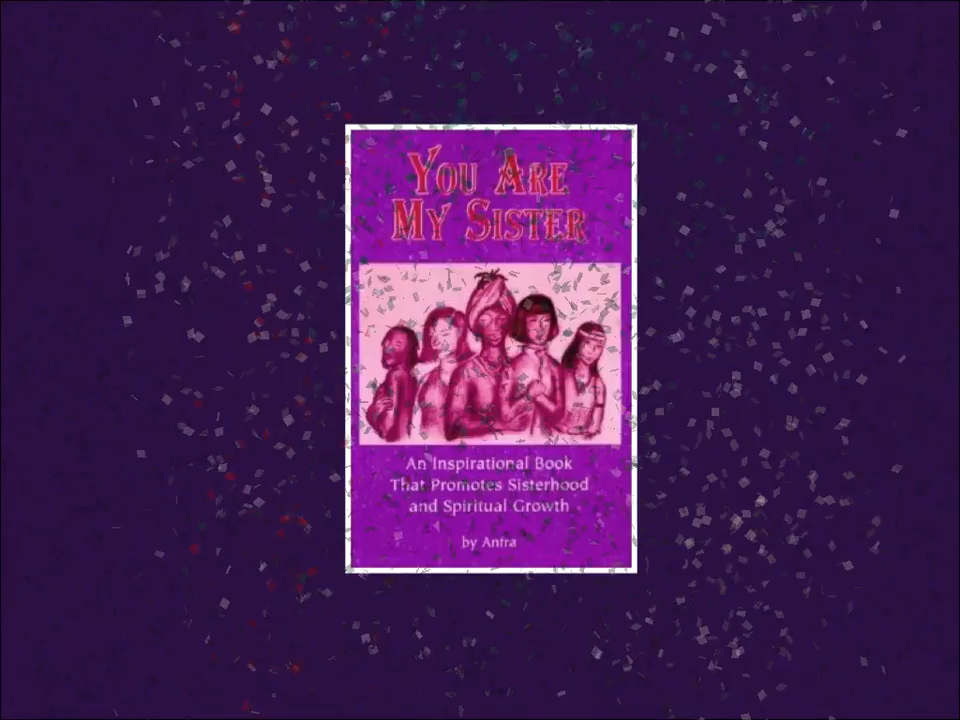 You Are
My Sister
An Inspirational Book
That Promotes Sisterhood
and Spiritual Growth
by Antra